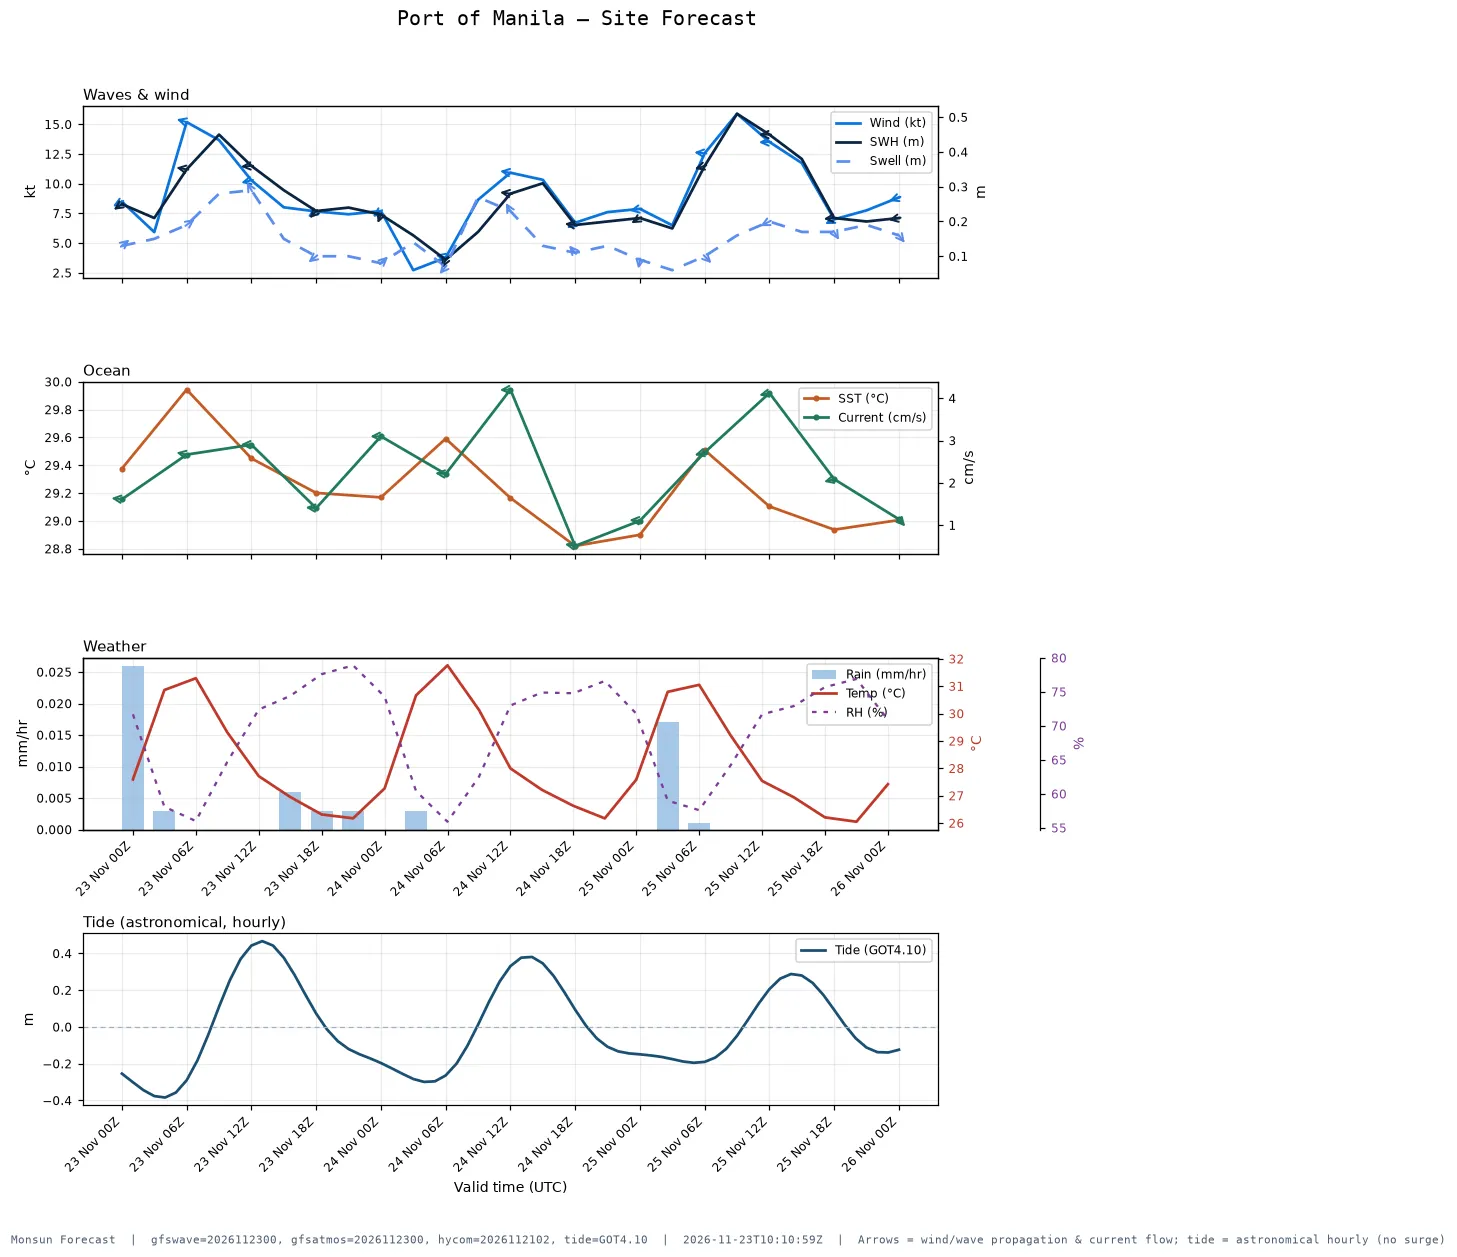 Port of Manila — Site Forecast
Waves & wind
15.0
12.5
10.0
7.5
5.0
2.5
kt
0.5
0.4
0.3
0.2
0.1
m
Wind (kt)
SWH (m)
Swell (m)
Ocean
30.0
29.8
29.6
29.4
29.2
29.0
28.8
°C
4
3
2
1
cm/s
SST (°C)
Current (cm/s)
Weather
0.025
0.020
0.015
0.010
0.005
0.000
mm/hr
32
31
30
29
28
27
26
°C
80
75
70
65
60
55
%
Rain (mm/hr)
Temp (°C)
RH (%)
23 Nov 00Z
23 Nov 06Z
23 Nov 12Z
23 Nov 18Z
24 Nov 00Z
24 Nov 06Z
24 Nov 12Z
24 Nov 18Z
25 Nov 00Z
25 Nov 06Z
25 Nov 12Z
25 Nov 18Z
26 Nov 00Z
Tide (astronomical, hourly)
0.4
0.2
0.0
−0.2
−0.4
m
Tide (GOT4.10)
23 Nov 00Z
23 Nov 06Z
23 Nov 12Z
23 Nov 18Z
24 Nov 00Z
24 Nov 06Z
24 Nov 12Z
24 Nov 18Z
25 Nov 00Z
25 Nov 06Z
25 Nov 12Z
25 Nov 18Z
26 Nov 00Z
Valid time (UTC)
Monsun Forecast | gfswave=2026112300, gfsatmos=2026112300, hycom=2026112102, tide=GOT4.10 | 2026-11-23T10:10:59Z | Arrows = wind/wave propagation & current flow; tide = astronomical hourly (no surge)